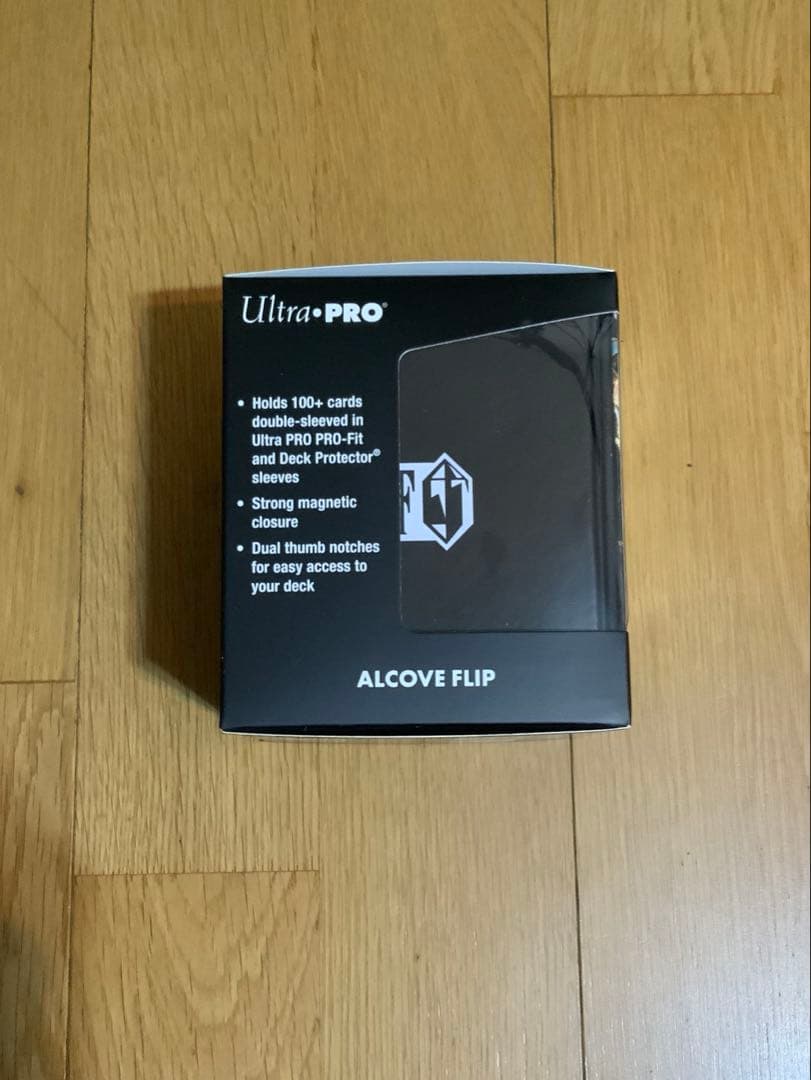 Ultra•PRO®
• Holds 100+ cards
double-sleeved in
Ultra PRO PRO-Fit
and Deck Protector®
sleeves
• Strong magnetic
closure
• Dual thumb notches
for easy access to
your deck
ALCOVE FLIP